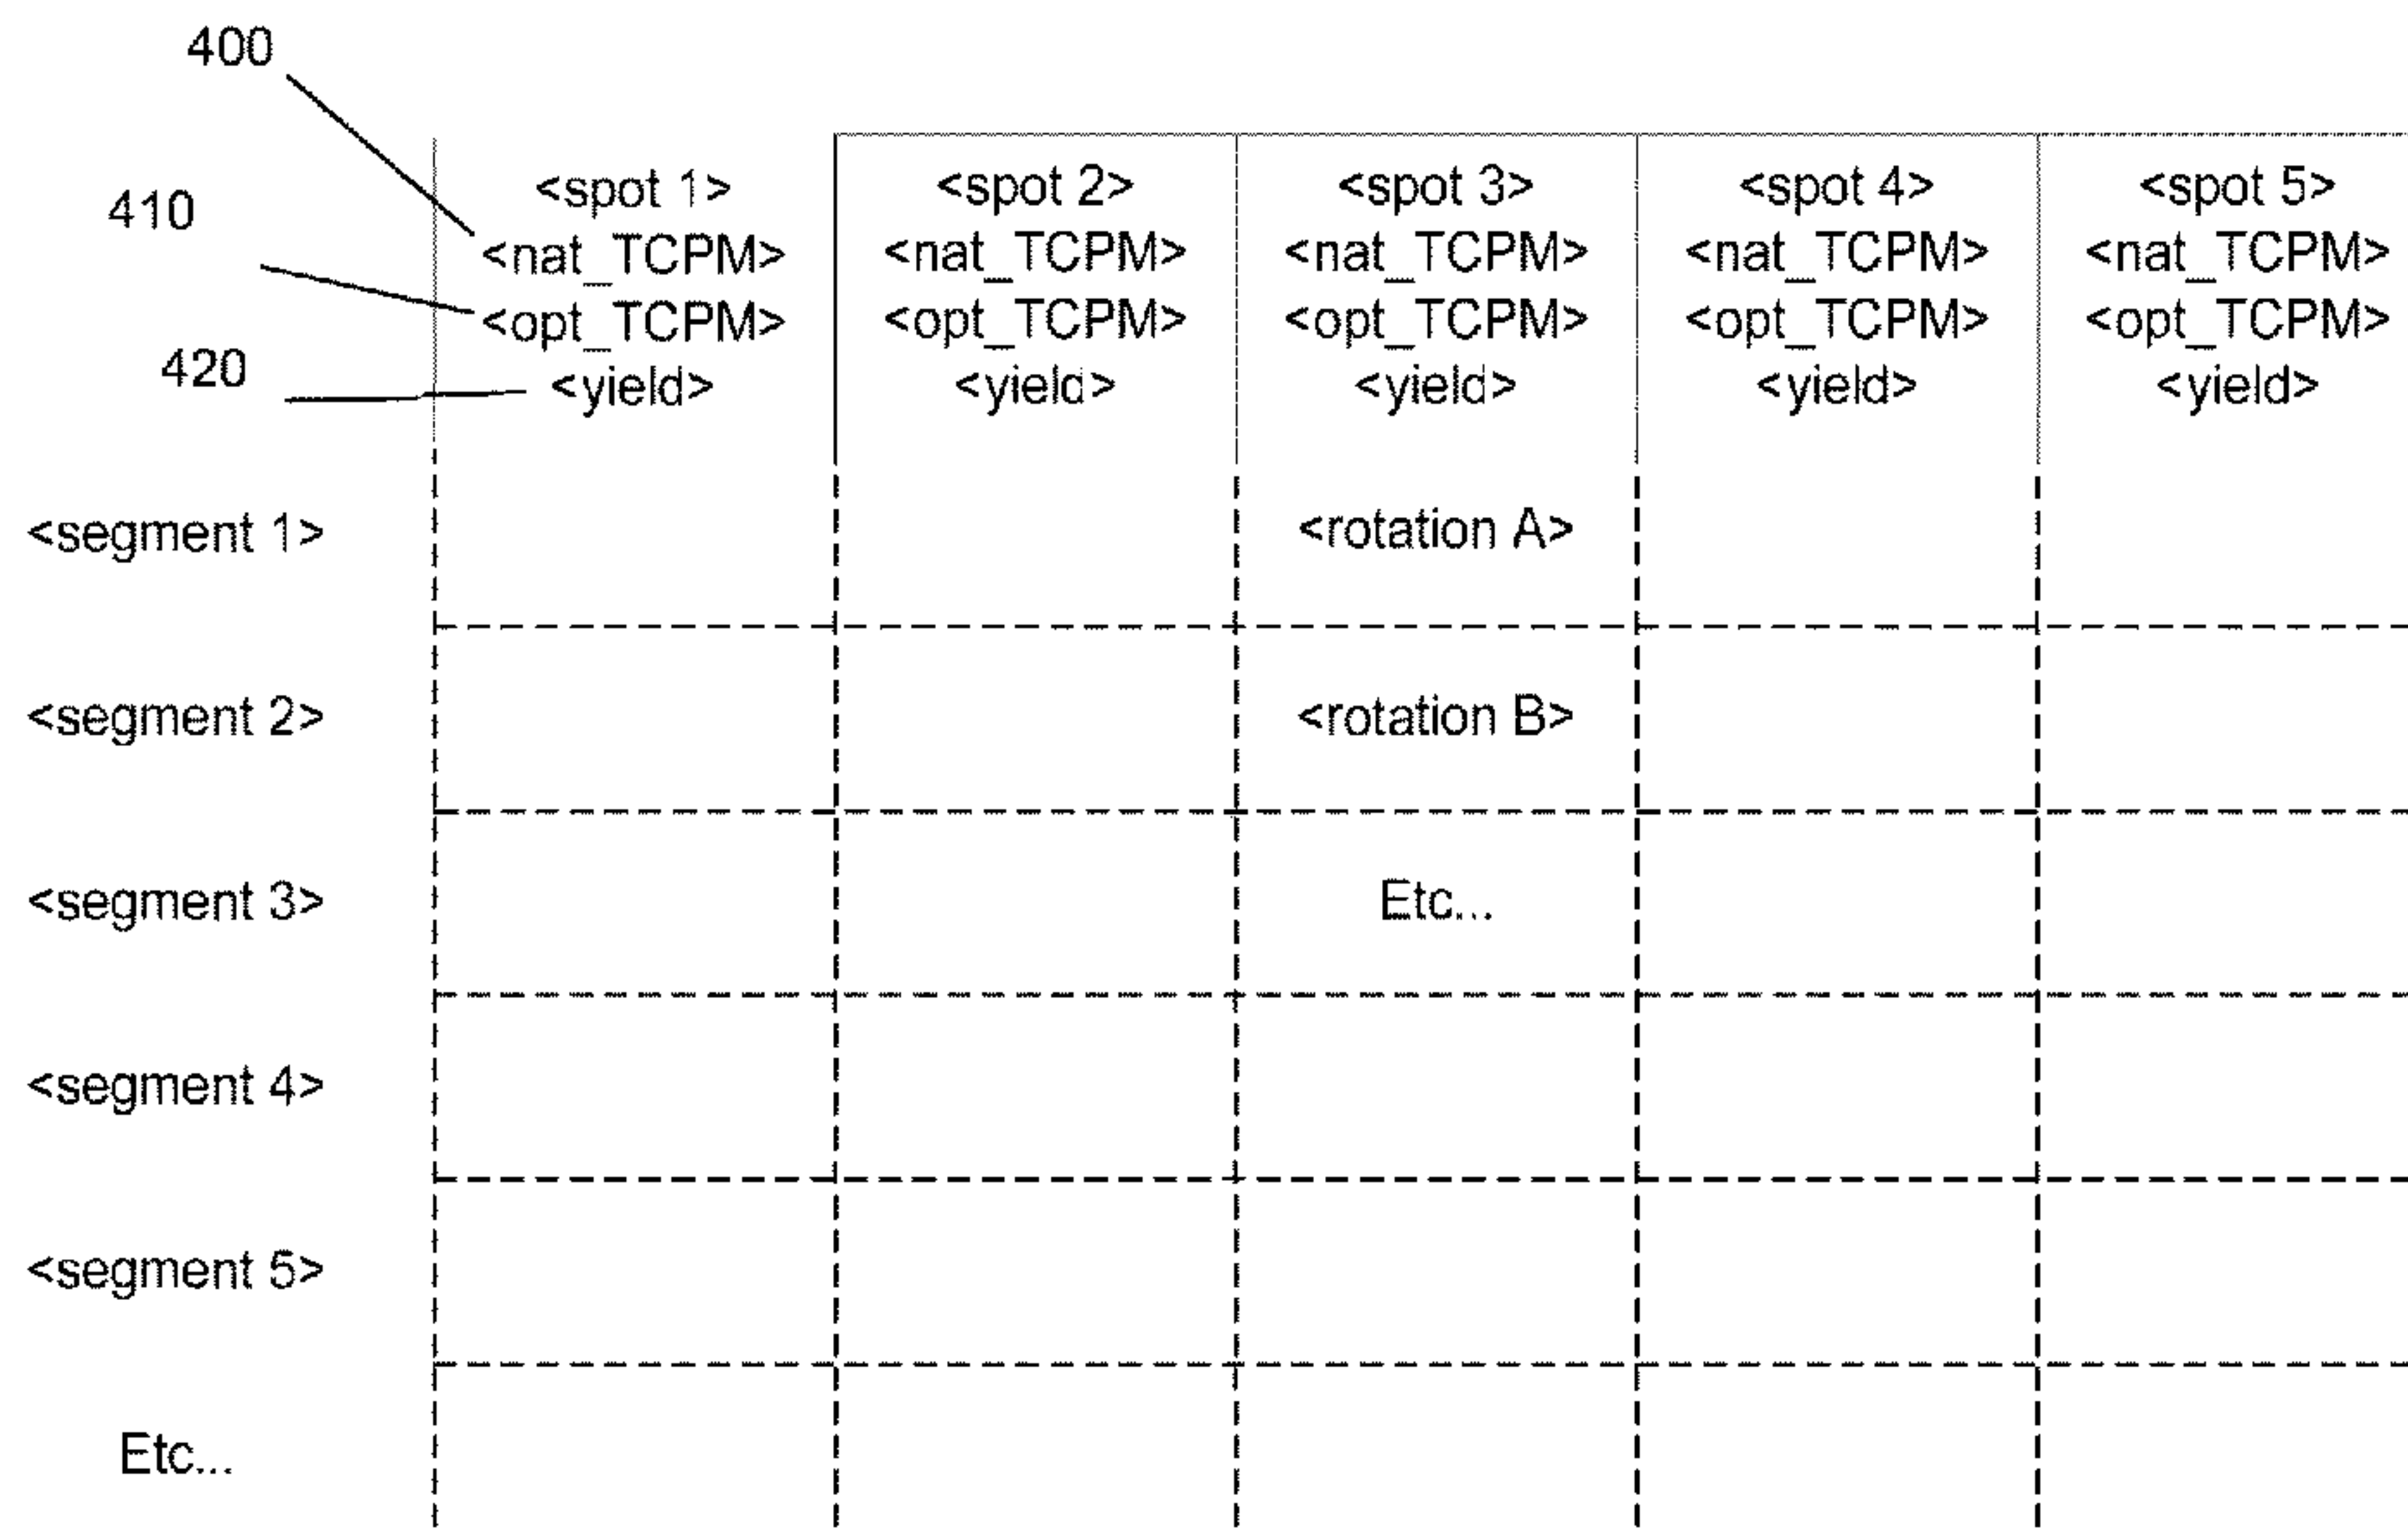 400
410
420
<spot 1> <spot 2> <spot 3> <spot 4> <spot 5>
<nat_TCPM> <nat_TCPM> <nat_TCPM> <nat_TCPM> <nat_TCPM>
<opt_TCPM> <opt_TCPM> <opt_TCPM> <opt_TCPM> <opt_TCPM>
<yield> <yield> <yield> <yield> <yield>
<segment 1> <rotation A>
<segment 2> <rotation B>
<segment 3> Etc...
<segment 4>
<segment 5>
Etc...